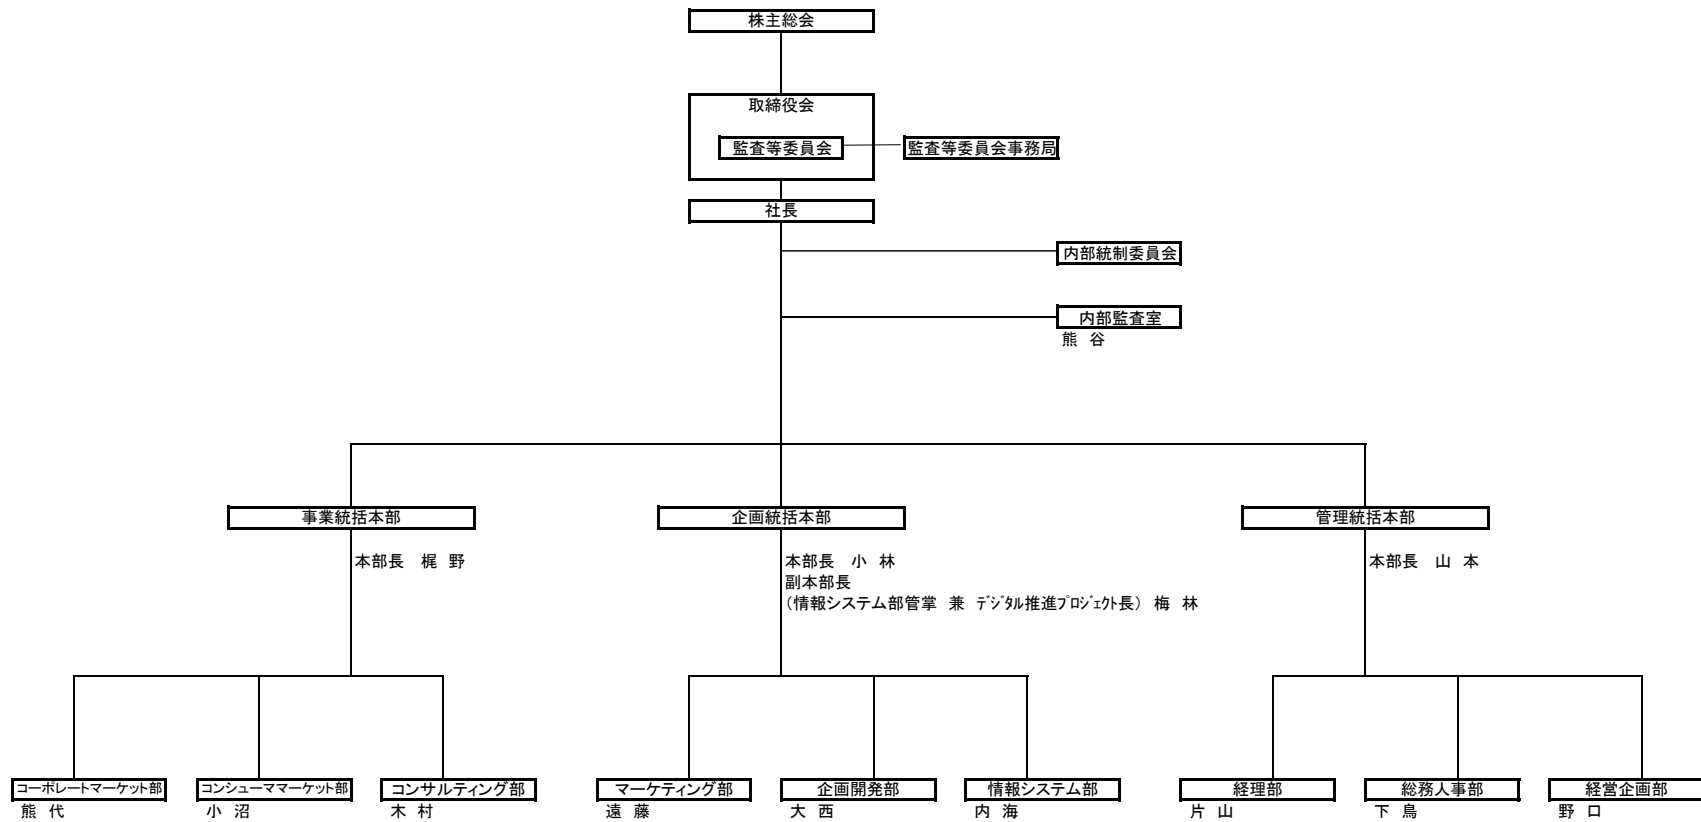 株主総会
取締役会
監査等委員会
監査等委員会事務局
社長
内部統制委員会
内部監査室
熊 谷
事業統括本部
企画統括本部
管理統括本部
本部長 梶 野
本部長 小 林
副本部長
（情報システム部管掌 兼 ﾃﾞｼﾞﾀﾙ推進ﾌﾟﾛｼﾞｪｸﾄ長） 梅 林
本部長 山 本
コーポレートマーケット部
コンシューママーケット部
コンサルティング部
マーケティング部
企画開発部
情報システム部
経理部
総務人事部
経営企画部
熊 代
小 沼
木 村
遠 藤
大 西
内 海
片 山
下 鳥
野 口